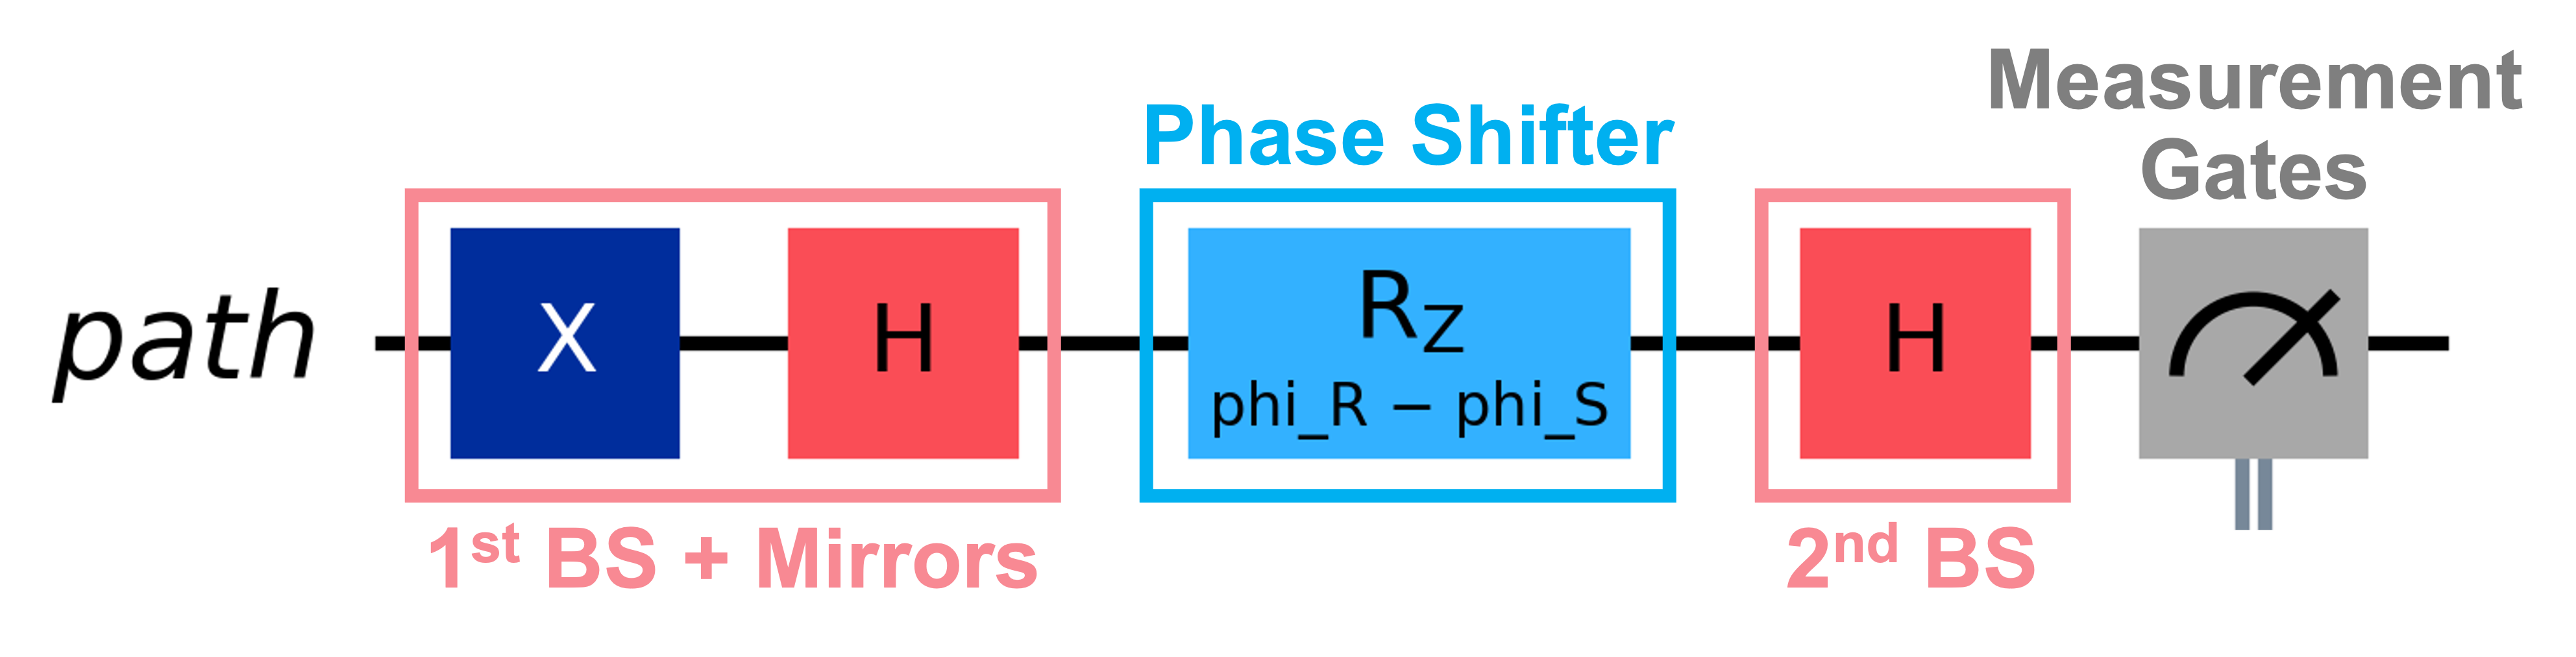 Measurement
Gates
Phase Shifter
path
X
H
R_Z
phi_R − phi_S
H
1st BS + Mirrors
2nd BS